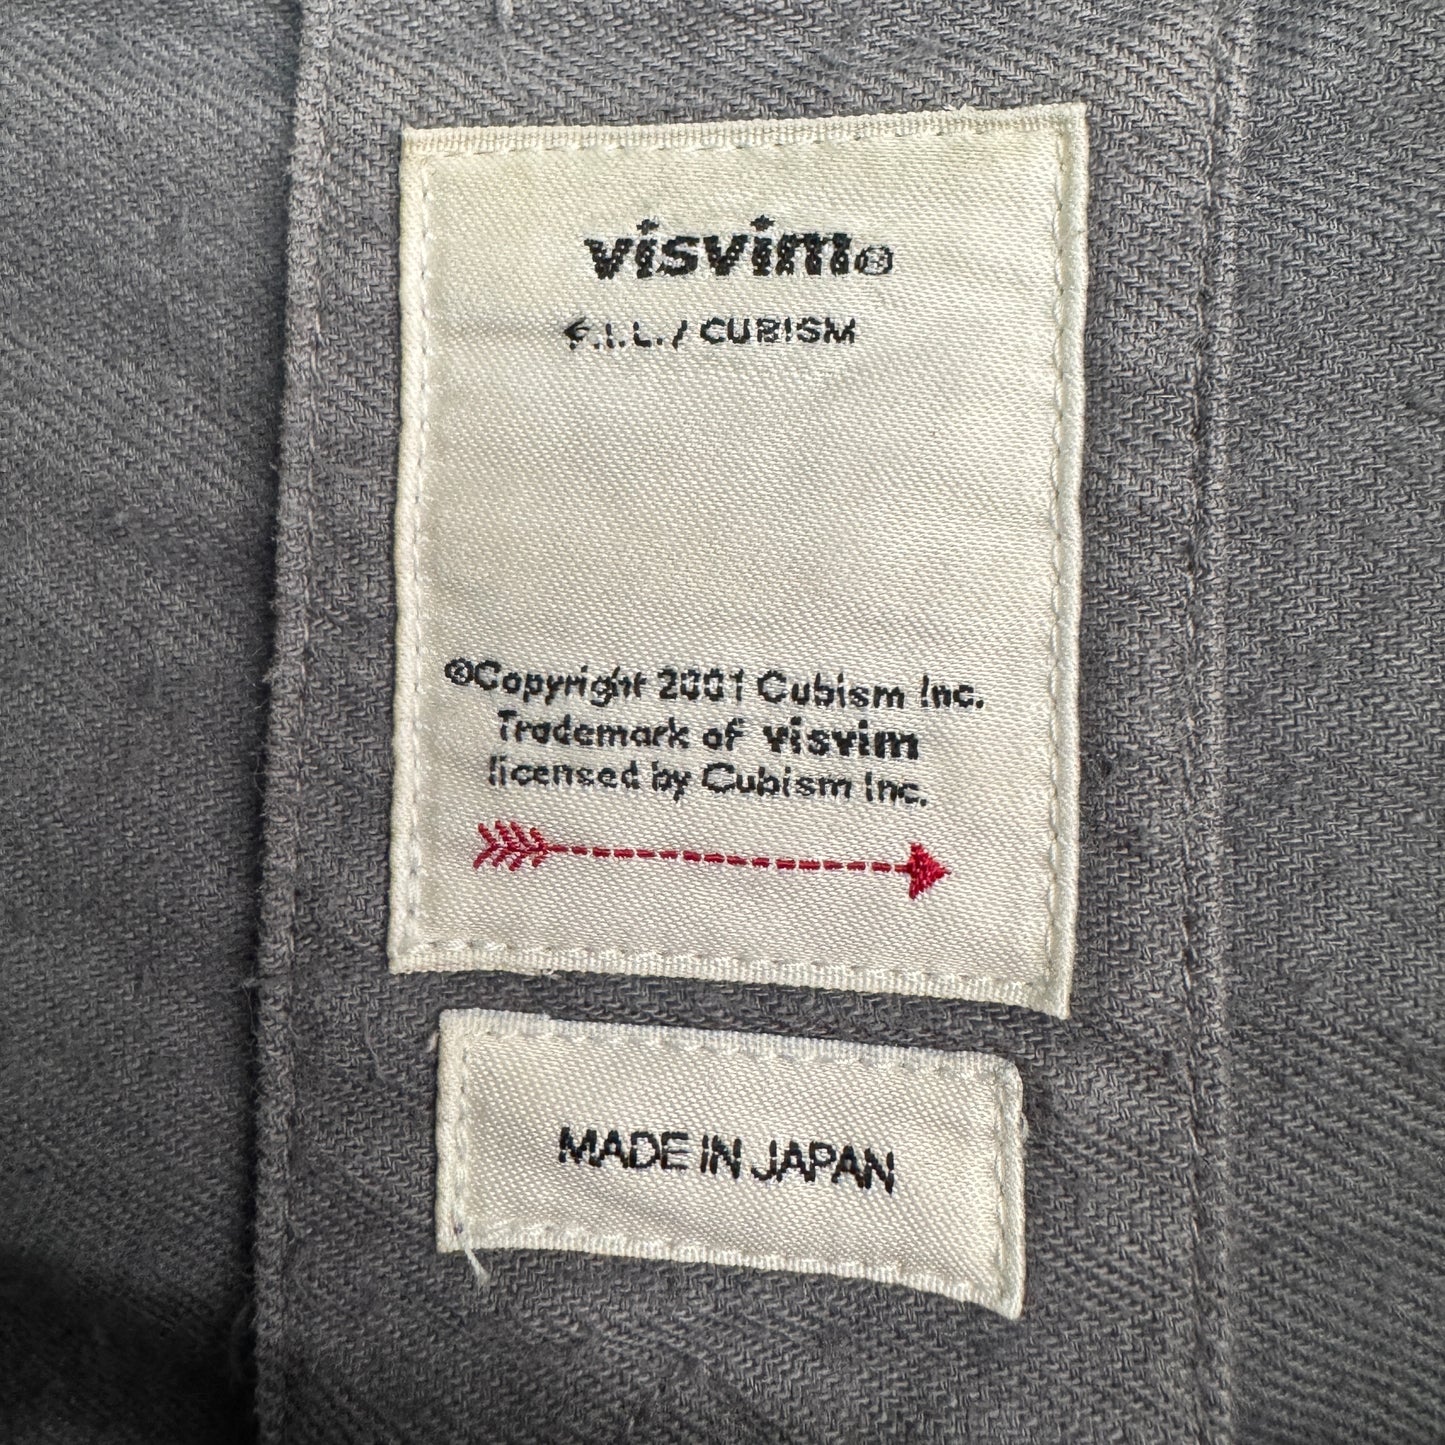 visvim®
F.I.L. / CUBISM
©Copyright 2001 Cubism Inc.
Trademark of visvim
licensed by Cubism Inc.
MADE IN JAPAN